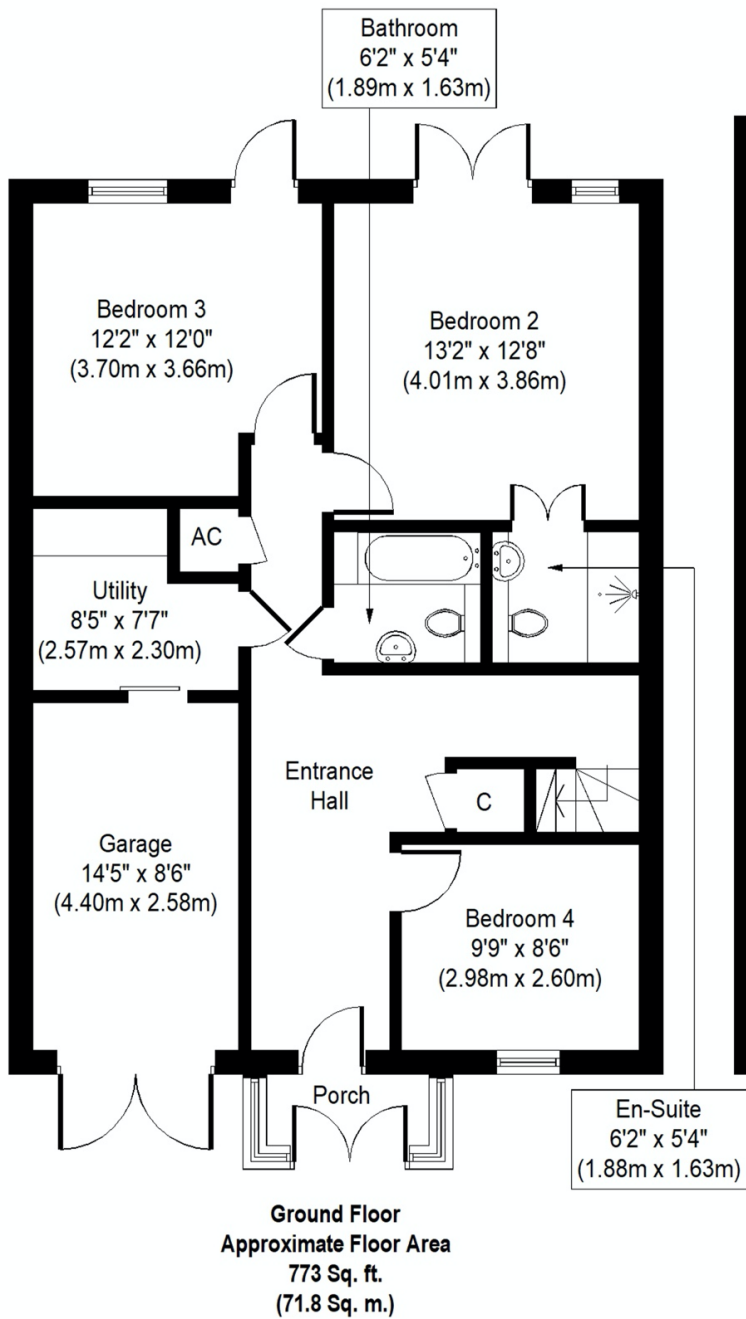 Bathroom
6'2" x 5'4"
(1.89m x 1.63m)
Bedroom 3
12'2" x 12'0"
(3.70m x 3.66m)
Bedroom 2
13'2" x 12'8"
(4.01m x 3.86m)
AC
Utility
8'5" x 7'7"
(2.57m x 2.30m)
Entrance
Hall
C
Garage
14'5" x 8'6"
(4.40m x 2.58m)
Bedroom 4
9'9" x 8'6"
(2.98m x 2.60m)
Porch
En-Suite
6'2" x 5'4"
(1.88m x 1.63m)
Ground Floor
Approximate Floor Area
773 Sq. ft.
(71.8 Sq. m.)